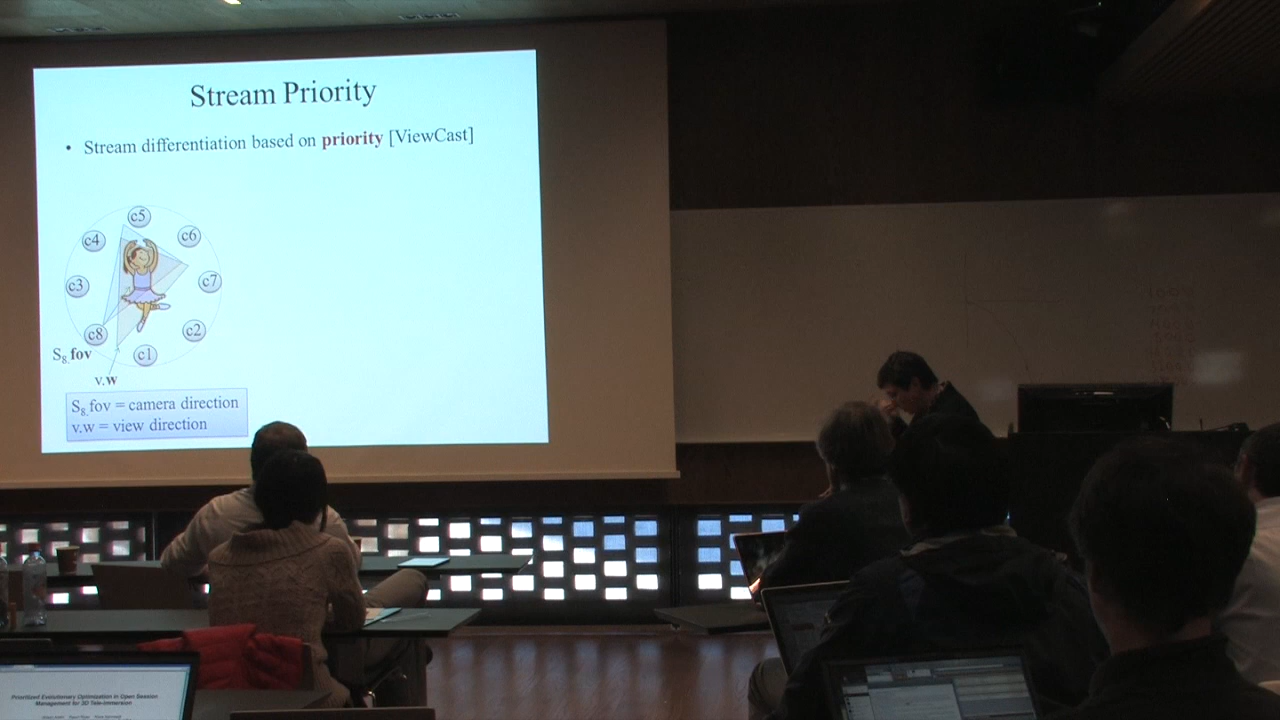 Stream Priority
• Stream differentiation based on priority [ViewCast]
c5
c4
c6
c3
c7
c8
c2
c1
S8.fov
v.w
S8.fov = camera direction
v.w = view direction
Prioritized Evolutionary Optimization in Open Session
Management for 3D Tele-Immersion